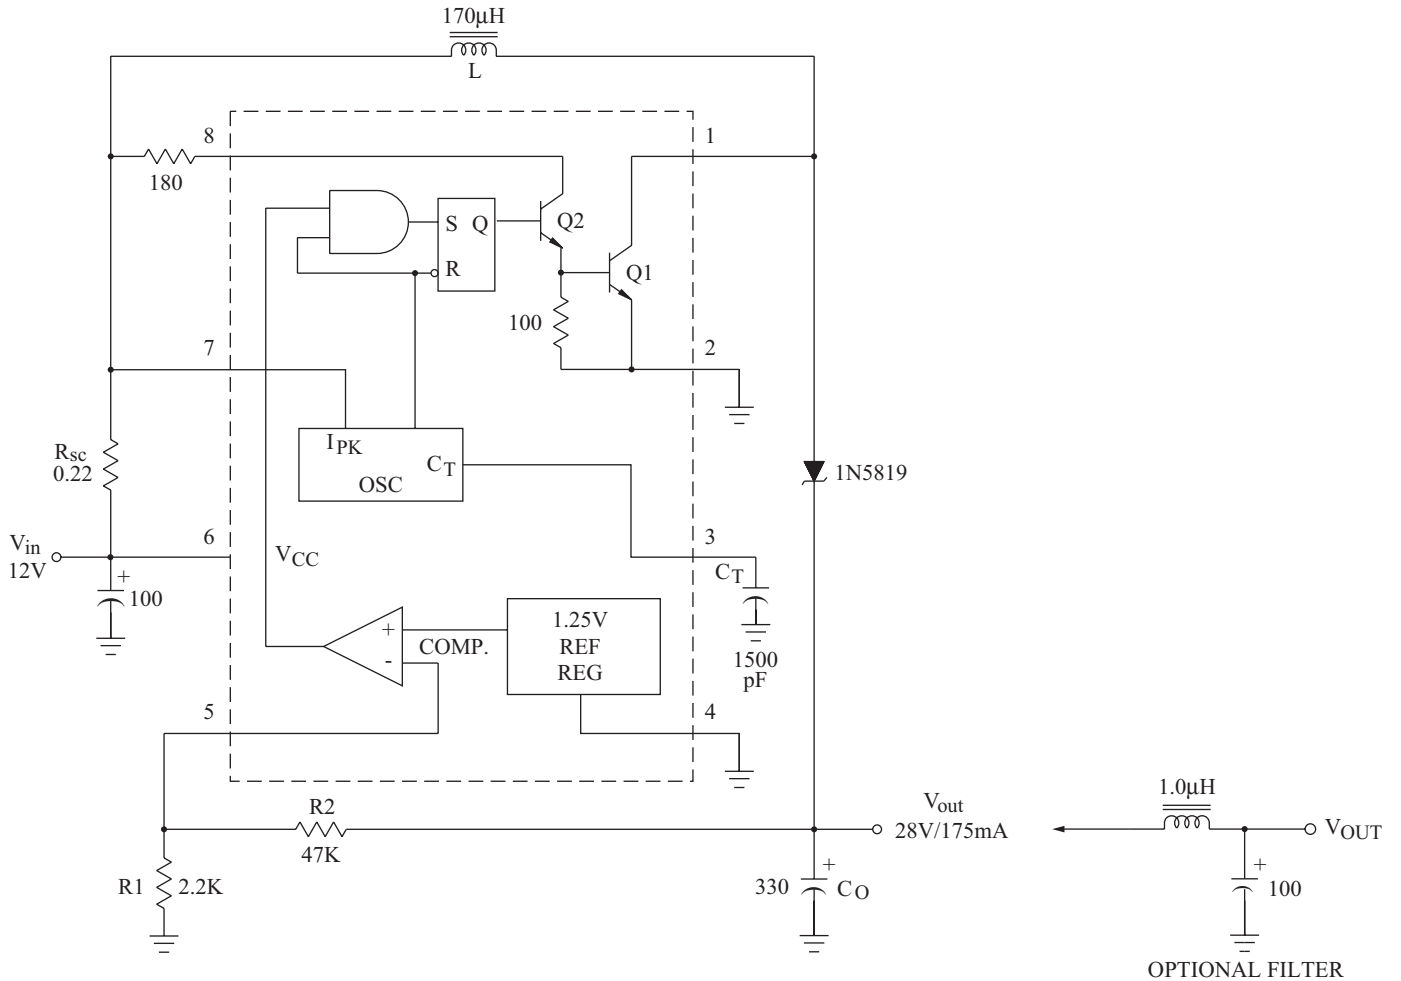 170μH
L
8
1
180
S Q
Q2
R
Q1
100
7
2
IPK
Rsc
0.22
CT
OSC
1N5819
Vin
12V
6
3
VCC
CT
+
100
1.25V
REF
REG
+
COMP.
-
1500
pF
5
4
R2
47K
Vout
28V/175mA
1.0μH
VOUT
R1
2.2K
+
330
CO
+
100
OPTIONAL FILTER